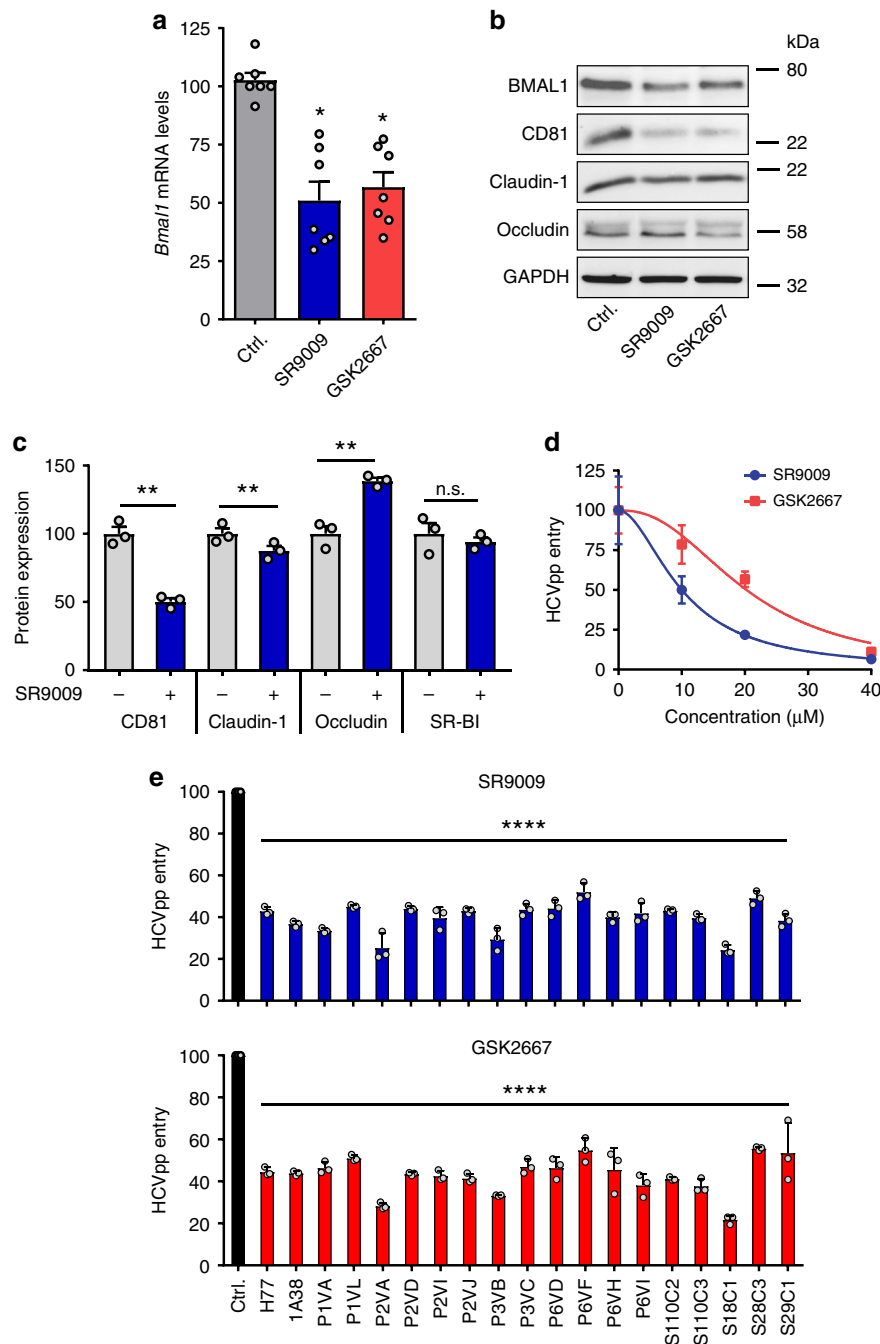 a
Bmal1 mRNA levels
125
100
75
50
25
0
*
*
Ctrl.
SR9009
GSK2667
b
kDa
BMAL1
80
CD81
22
Claudin-1
22
Occludin
58
GAPDH
32
Ctrl.
SR9009
GSK2667
c
Protein expression
150
100
50
0
**
**
**
n.s.
SR9009 – + – + – + – +
CD81 Claudin-1 Occludin SR-BI
d
HCVpp entry
125
100
75
50
25
0
SR9009
GSK2667
0 10 20 30 40
Concentration (μM)
e
SR9009
HCVpp entry
100
80
60
40
20
0
****
GSK2667
HCVpp entry
100
80
60
40
20
0
****
Ctrl.
H77
1A38
P1VA
P1VL
P2VA
P2VD
P2VI
P2VJ
P3VB
P3VC
P6VD
P6VF
P6VH
P6VI
S110C2
S110C3
S18C1
S28C3
S29C1